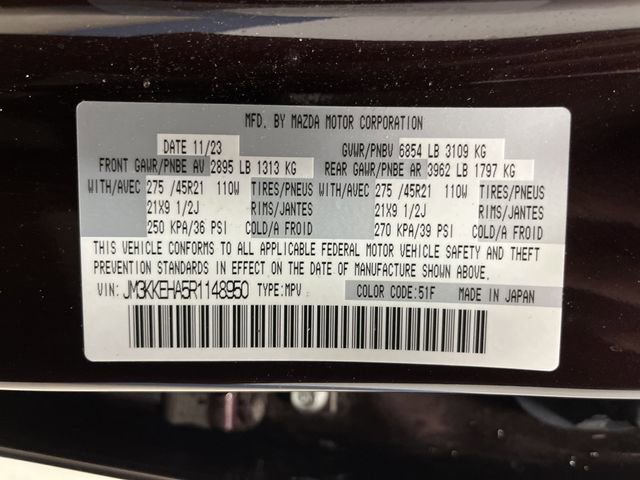 MFD. BY MAZDA MOTOR CORPORATION
DATE 11/23 GVWR/PNBV 6854 LB 3109 KG
FRONT GAWR/PNBE AV 2895 LB 1313 KG REAR GAWR/PNBE AR 3962 LB 1797 KG
WITH/AVEC 275 /45R21 110W TIRES/PNEUS WITH/AVEC 275 /45R21 110W TIRES/PNEUS
21X9 1/2J RIMS/JANTES 21X9 1/2J RIMS/JANTES
250 KPA/36 PSI COLD/A FROID 270 KPA/39 PSI COLD/A FROID
THIS VEHICLE CONFORMS TO ALL APPLICABLE FEDERAL MOTOR VEHICLE SAFETY AND THEFT
PREVENTION STANDARDS IN EFFECT ON THE DATE OF MANUFACTURE SHOWN ABOVE.
VIN: JM3KKEHA5R1148950 TYPE:MPV COLOR CODE:51F MADE IN JAPAN